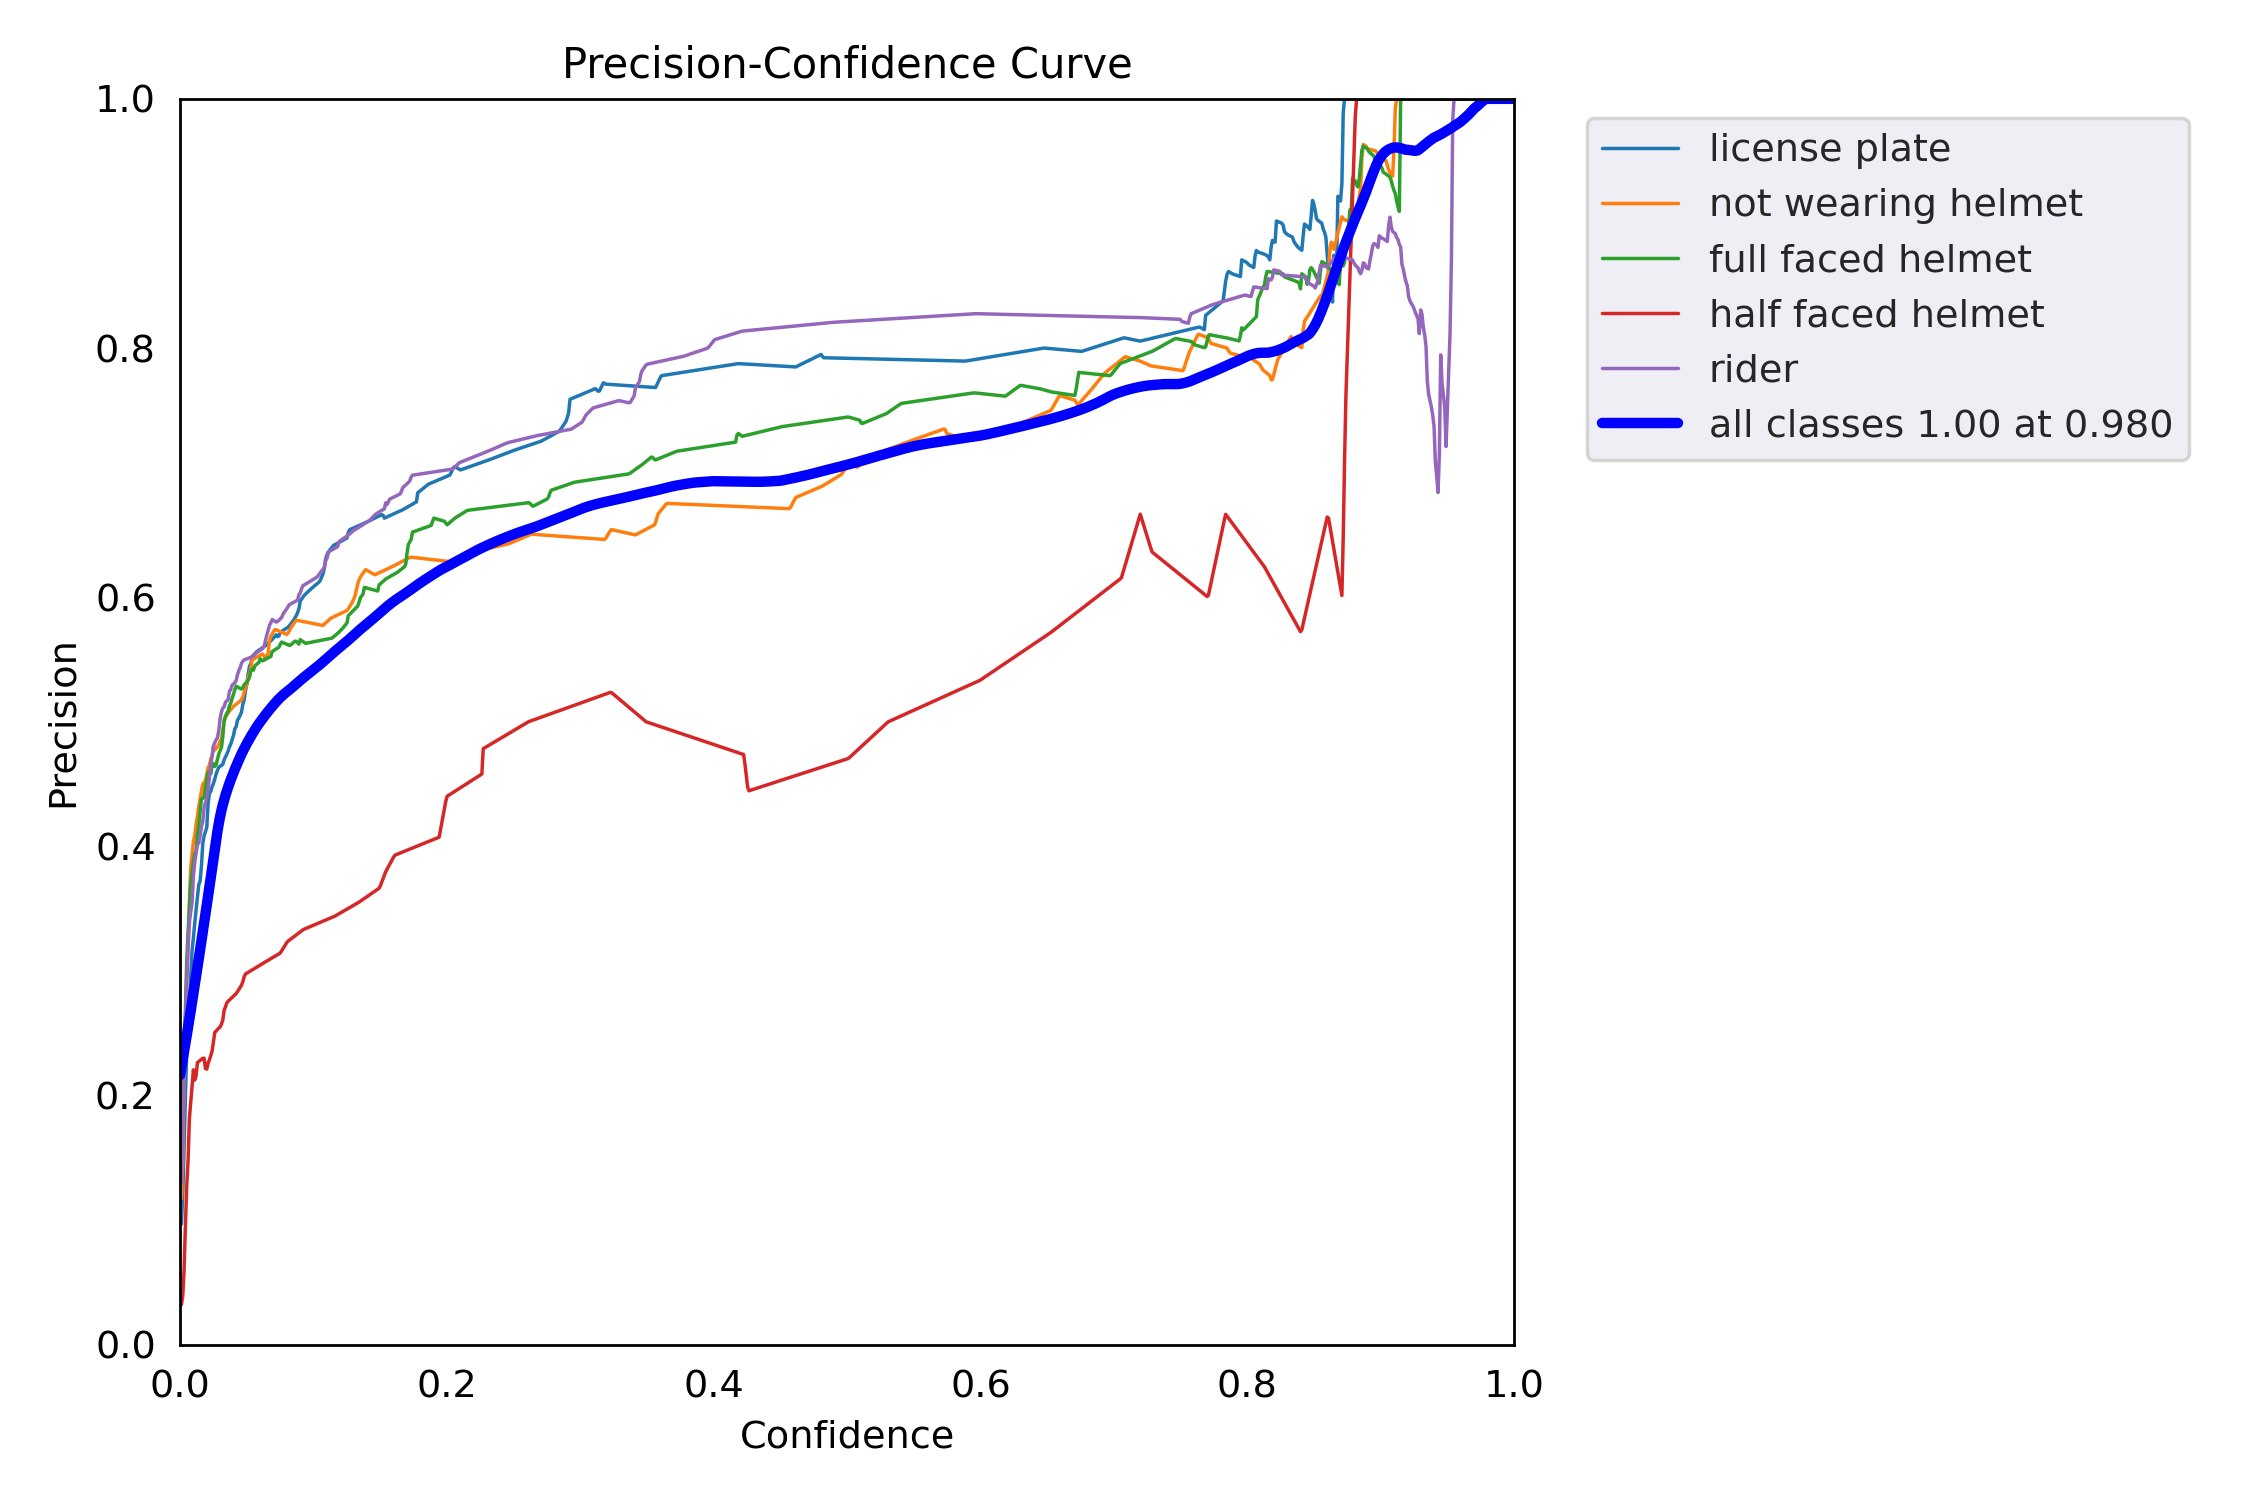 Precision-Confidence Curve
1.0
0.8
0.6
0.4
0.2
0.0
Precision
0.0 0.2 0.4 0.6 0.8 1.0
Confidence
license plate
not wearing helmet
full faced helmet
half faced helmet
rider
all classes 1.00 at 0.980